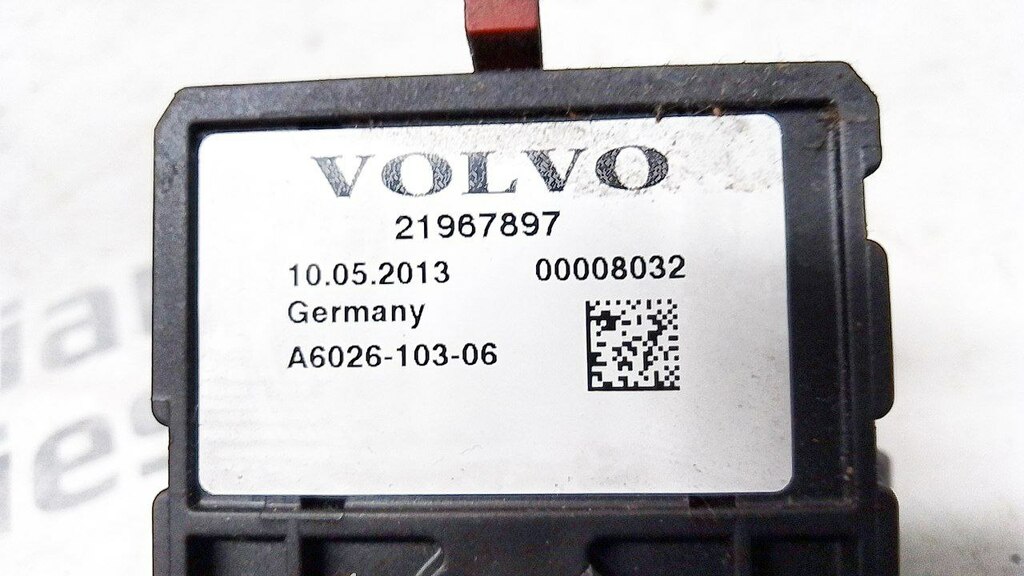 VOLVO
21967897
10.05.2013 00008032
Germany
A6026-103-06